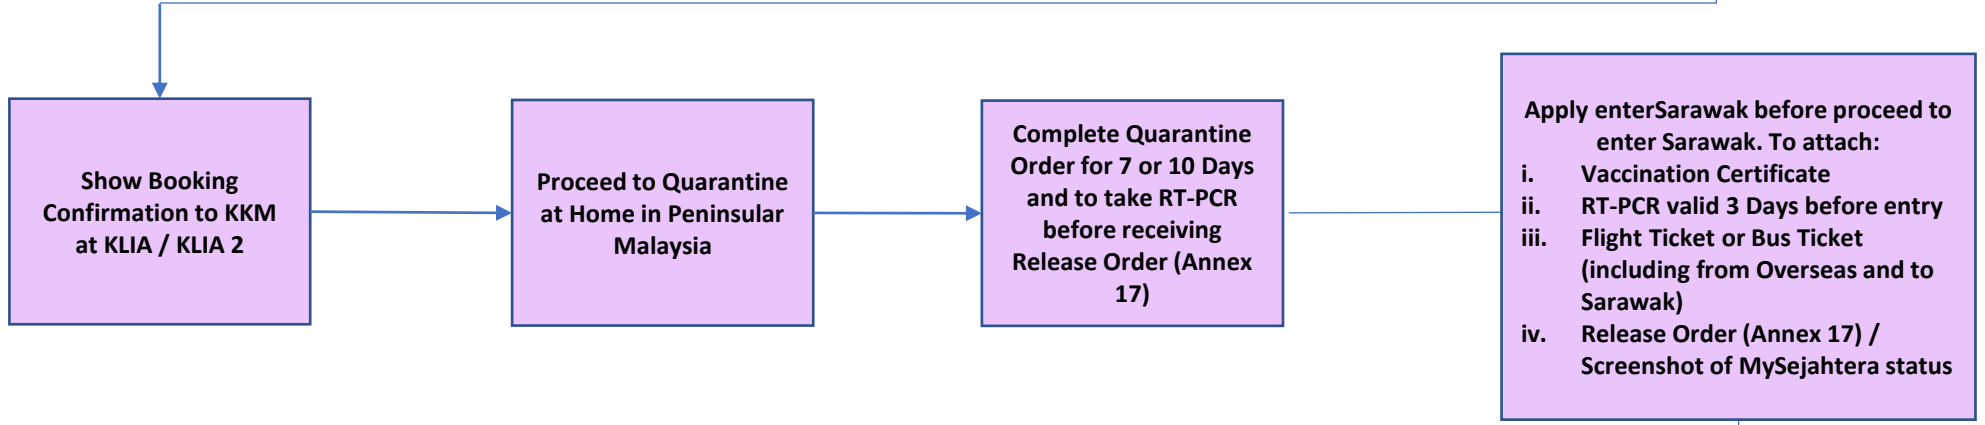 Show Booking
Confirmation to KKM
at KLIA / KLIA 2
Proceed to Quarantine
at Home in Peninsular
Malaysia
Complete Quarantine
Order for 7 or 10 Days
and to take RT-PCR
before receiving
Release Order (Annex
17)
Apply enterSarawak before proceed to
enter Sarawak. To attach:
i. Vaccination Certificate
ii. RT-PCR valid 3 Days before entry
iii. Flight Ticket or Bus Ticket
(including from Overseas and to
Sarawak)
iv. Release Order (Annex 17) /
Screenshot of MySejahtera status